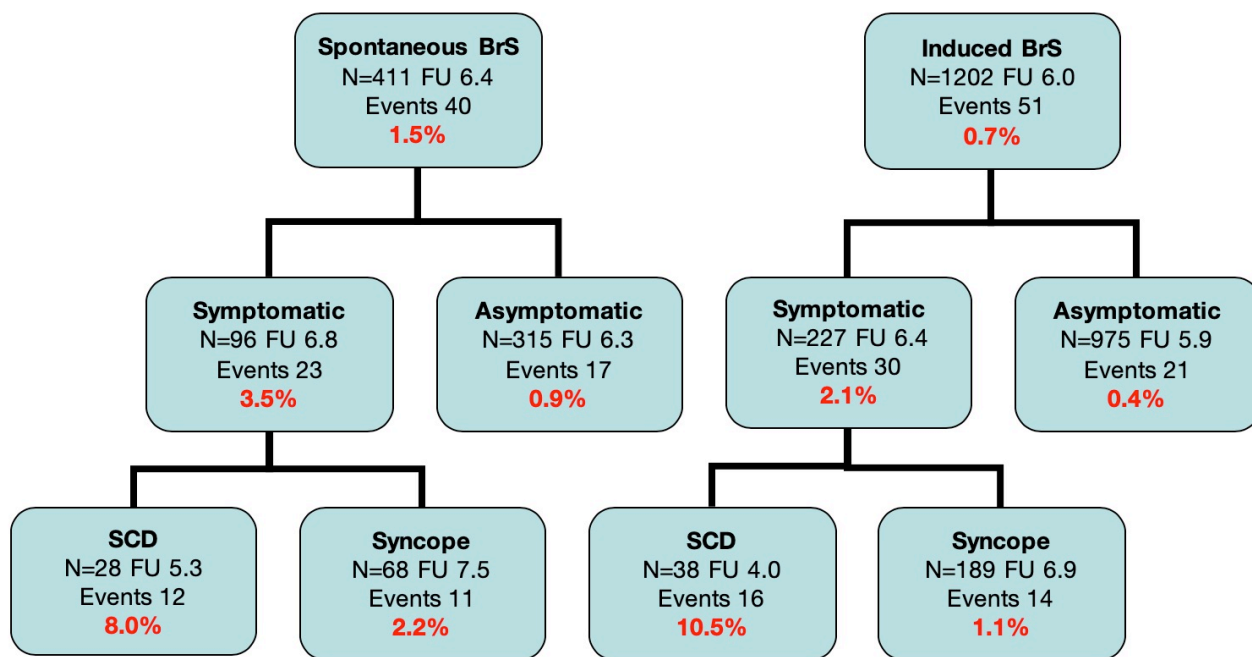 Spontaneous BrS
N=411 FU 6.4
Events 40
1.5%
Induced BrS
N=1202 FU 6.0
Events 51
0.7%
Symptomatic
N=96 FU 6.8
Events 23
3.5%
Asymptomatic
N=315 FU 6.3
Events 17
0.9%
Symptomatic
N=227 FU 6.4
Events 30
2.1%
Asymptomatic
N=975 FU 5.9
Events 21
0.4%
SCD
N=28 FU 5.3
Events 12
8.0%
Syncope
N=68 FU 7.5
Events 11
2.2%
SCD
N=38 FU 4.0
Events 16
10.5%
Syncope
N=189 FU 6.9
Events 14
1.1%